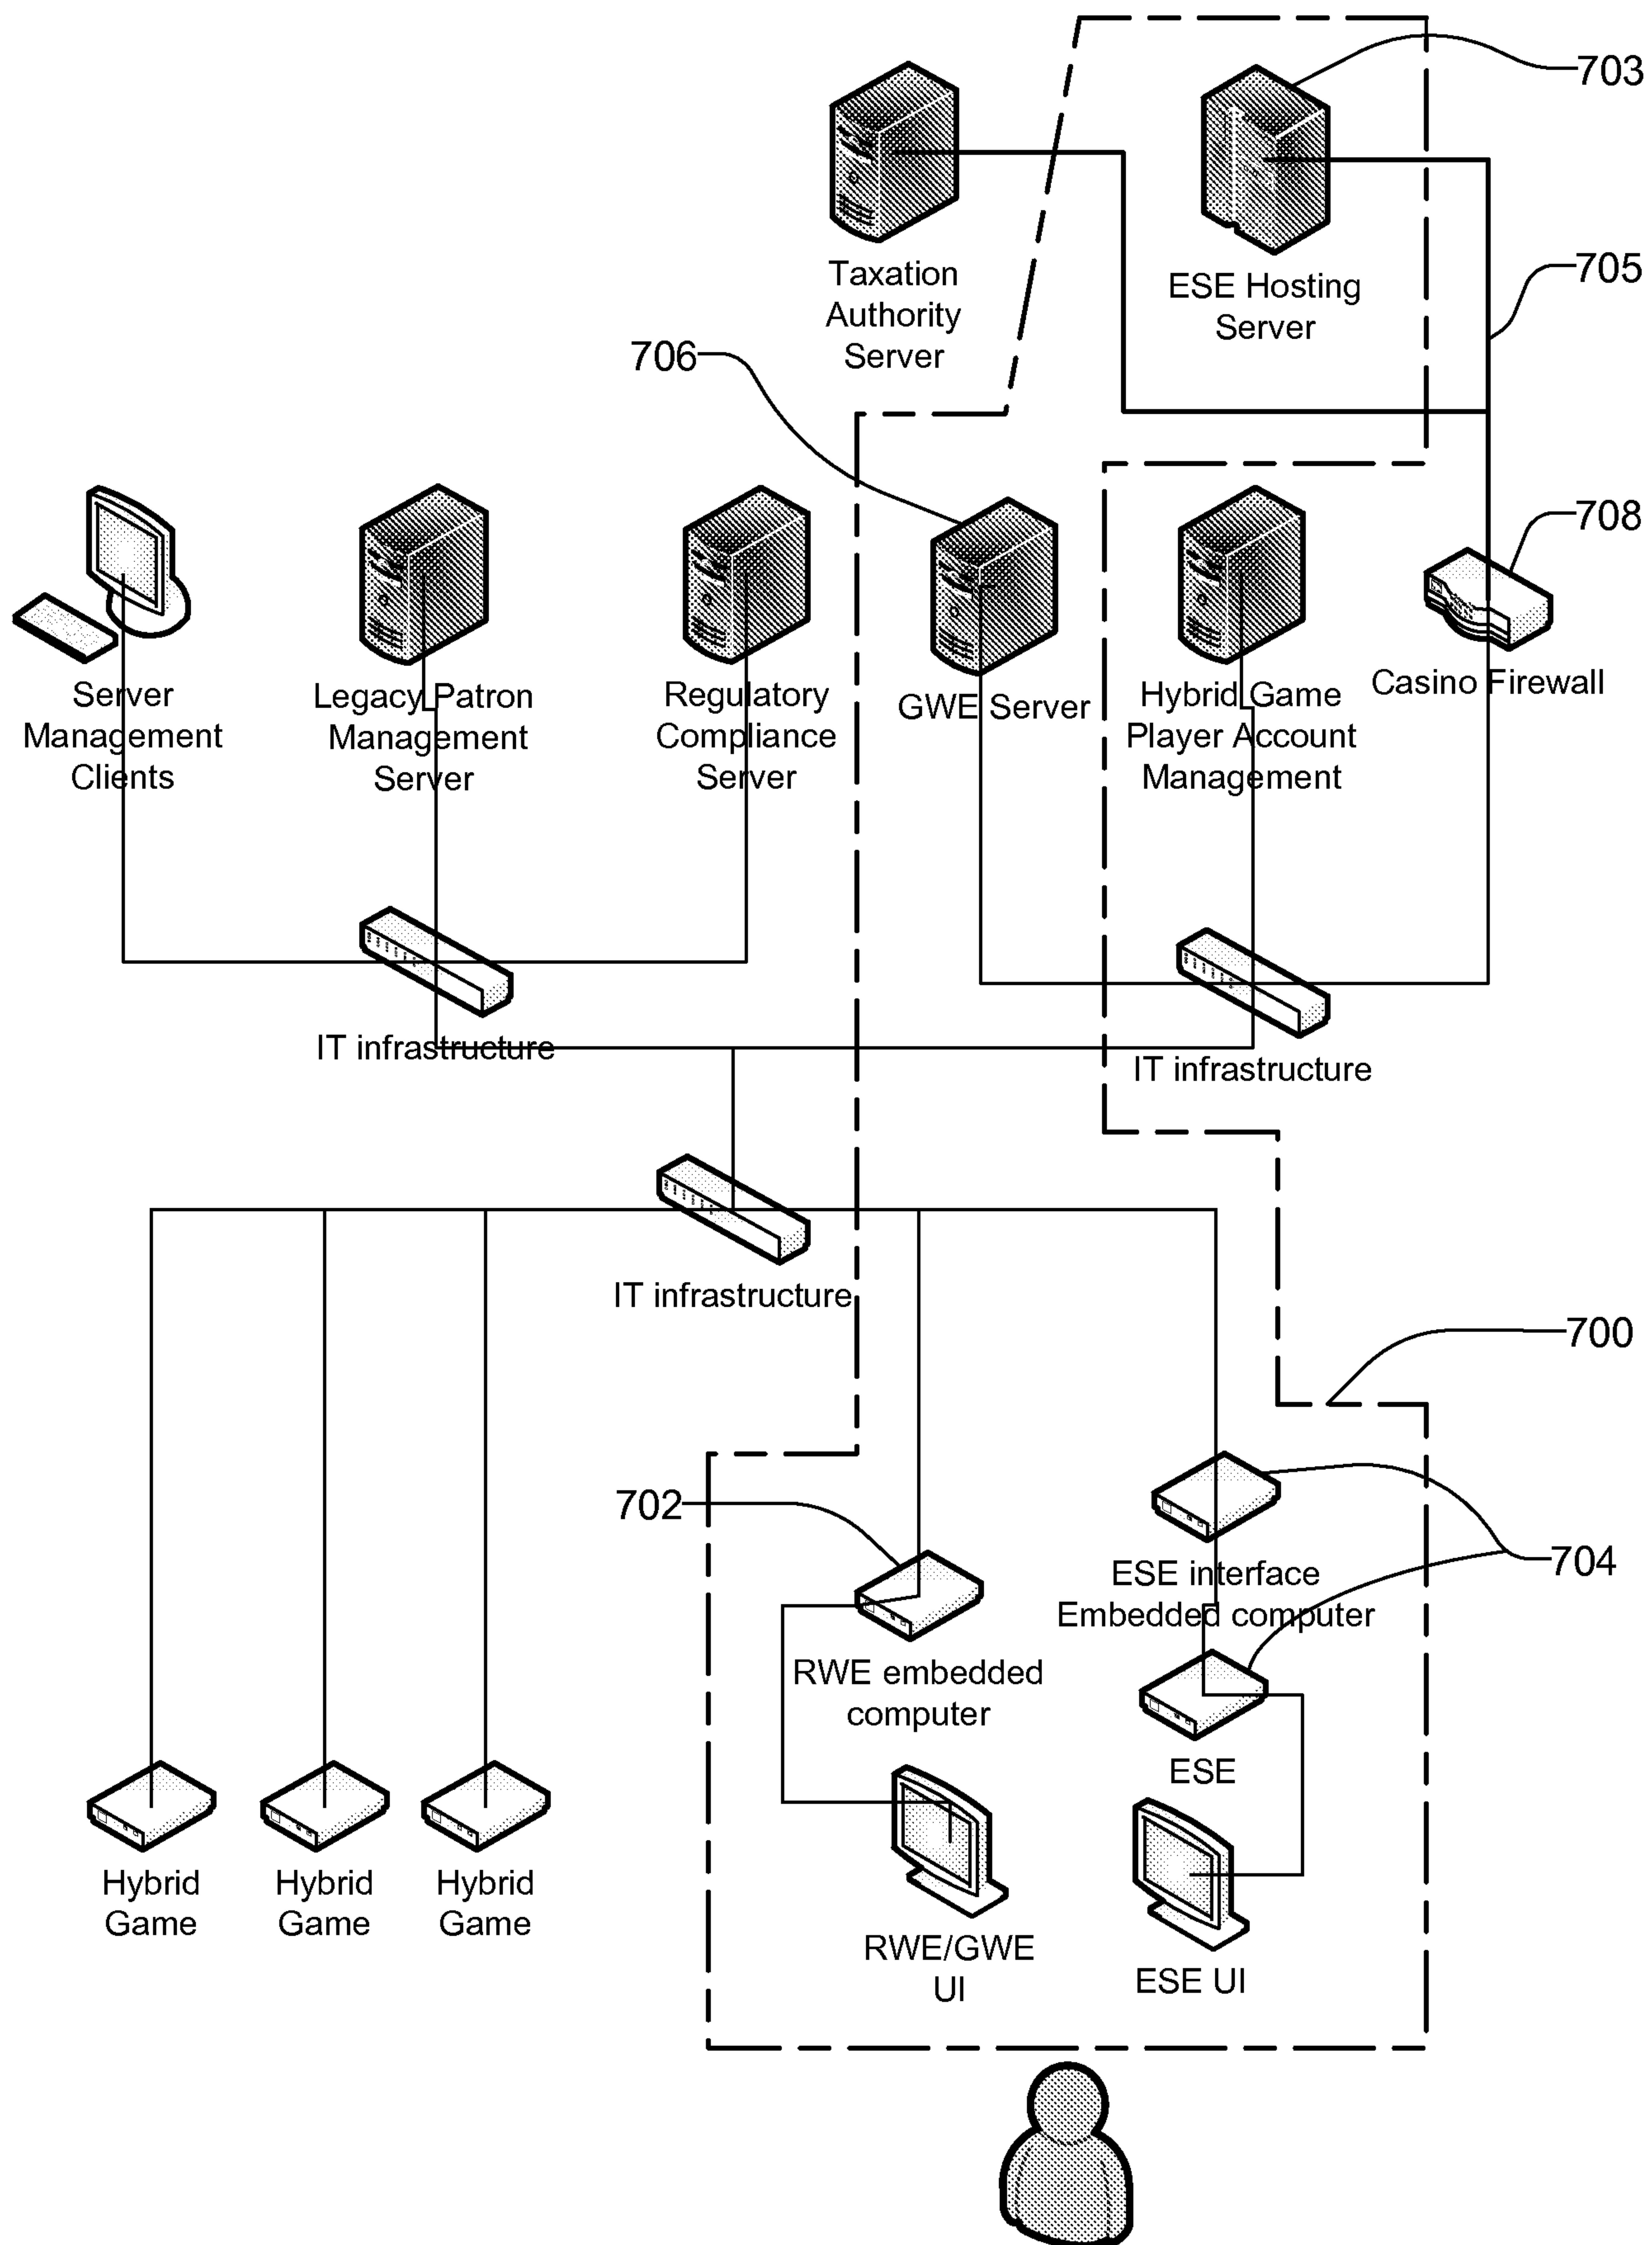 703
Taxation
Authority
Server
ESE Hosting
Server
705
706
708
Server
Management
Clients
Legacy Patron
Management
Server
Regulatory
Compliance
Server
GWE Server
Hybrid Game
Player Account
Management
Casino Firewall
IT infrastructure
IT infrastructure
IT infrastructure
700
702
704
ESE interface
Embedded computer
RWE embedded
computer
ESE
Hybrid
Game
Hybrid
Game
Hybrid
Game
RWE/GWE
UI
ESE UI